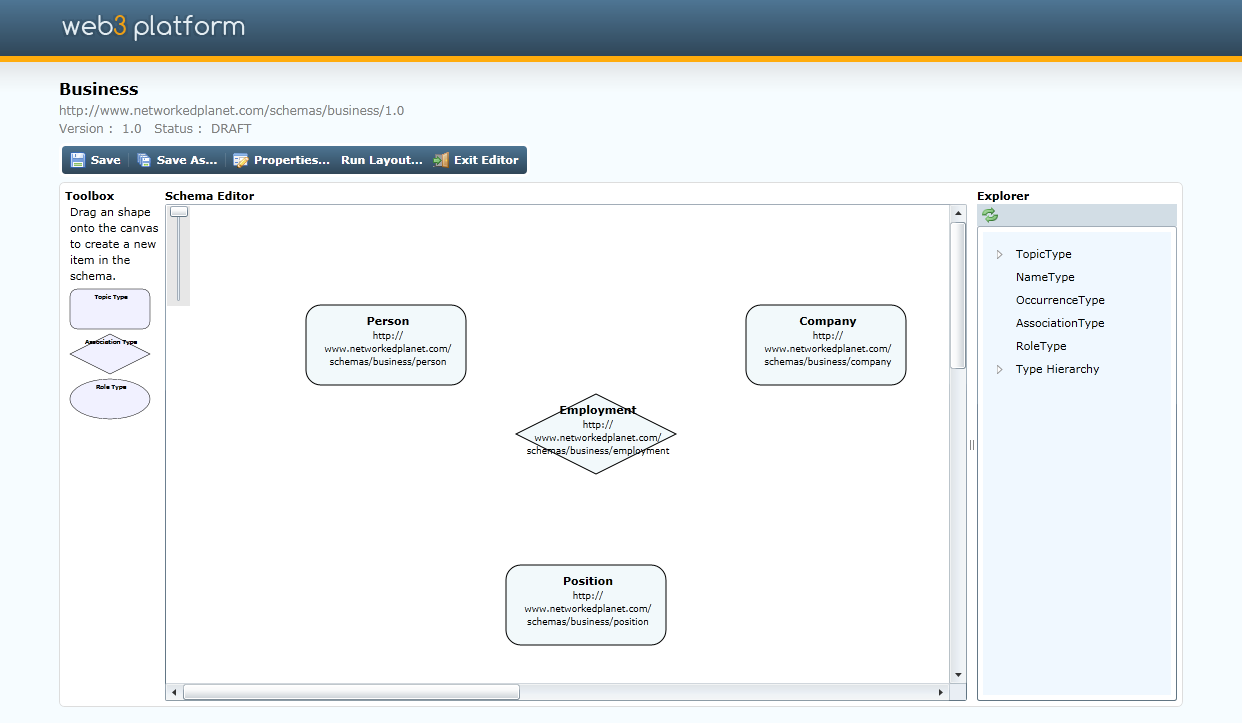 web3 platform
Business
http://www.networkedplanet.com/schemas/business/1.0
Version : 1.0 Status : DRAFT
Save Save As... Properties... Run Layout... Exit Editor
Toolbox
Drag an shape
onto the canvas
to create a new
item in the
schema.
Topic Type
Association Type
Role Type
Schema Editor
Person
http://
www.networkedplanet.com/
schemas/business/person
Company
http://
www.networkedplanet.com/
schemas/business/company
Employment
http://
www.networkedplanet.com/
schemas/business/employment
Position
http://
www.networkedplanet.com/
schemas/business/position
Explorer
TopicType
NameType
OccurrenceType
AssociationType
RoleType
Type Hierarchy